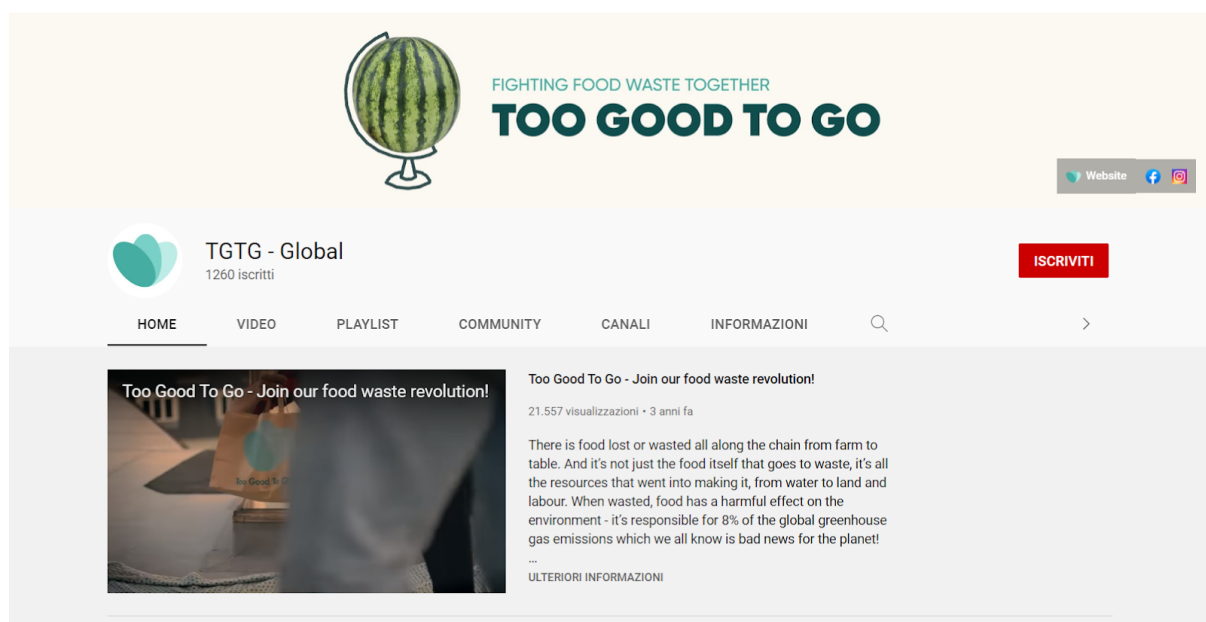 FIGHTING FOOD WASTE TOGETHER
TOO GOOD TO GO
Website
TGTG - Global
1260 iscritti
ISCRIVITI
HOME VIDEO PLAYLIST COMMUNITY CANALI INFORMAZIONI
Too Good To Go - Join our food waste revolution!
Too Good To G
Too Good To Go - Join our food waste revolution!
21.557 visualizzazioni • 3 anni fa
There is food lost or wasted all along the chain from farm to
table. And it's not just the food itself that goes to waste, it's all
the resources that went into making it, from water to land and
labour. When wasted, food has a harmful effect on the
environment - it's responsible for 8% of the global greenhouse
gas emissions which we all know is bad news for the planet!
...
ULTERIORI INFORMAZIONI